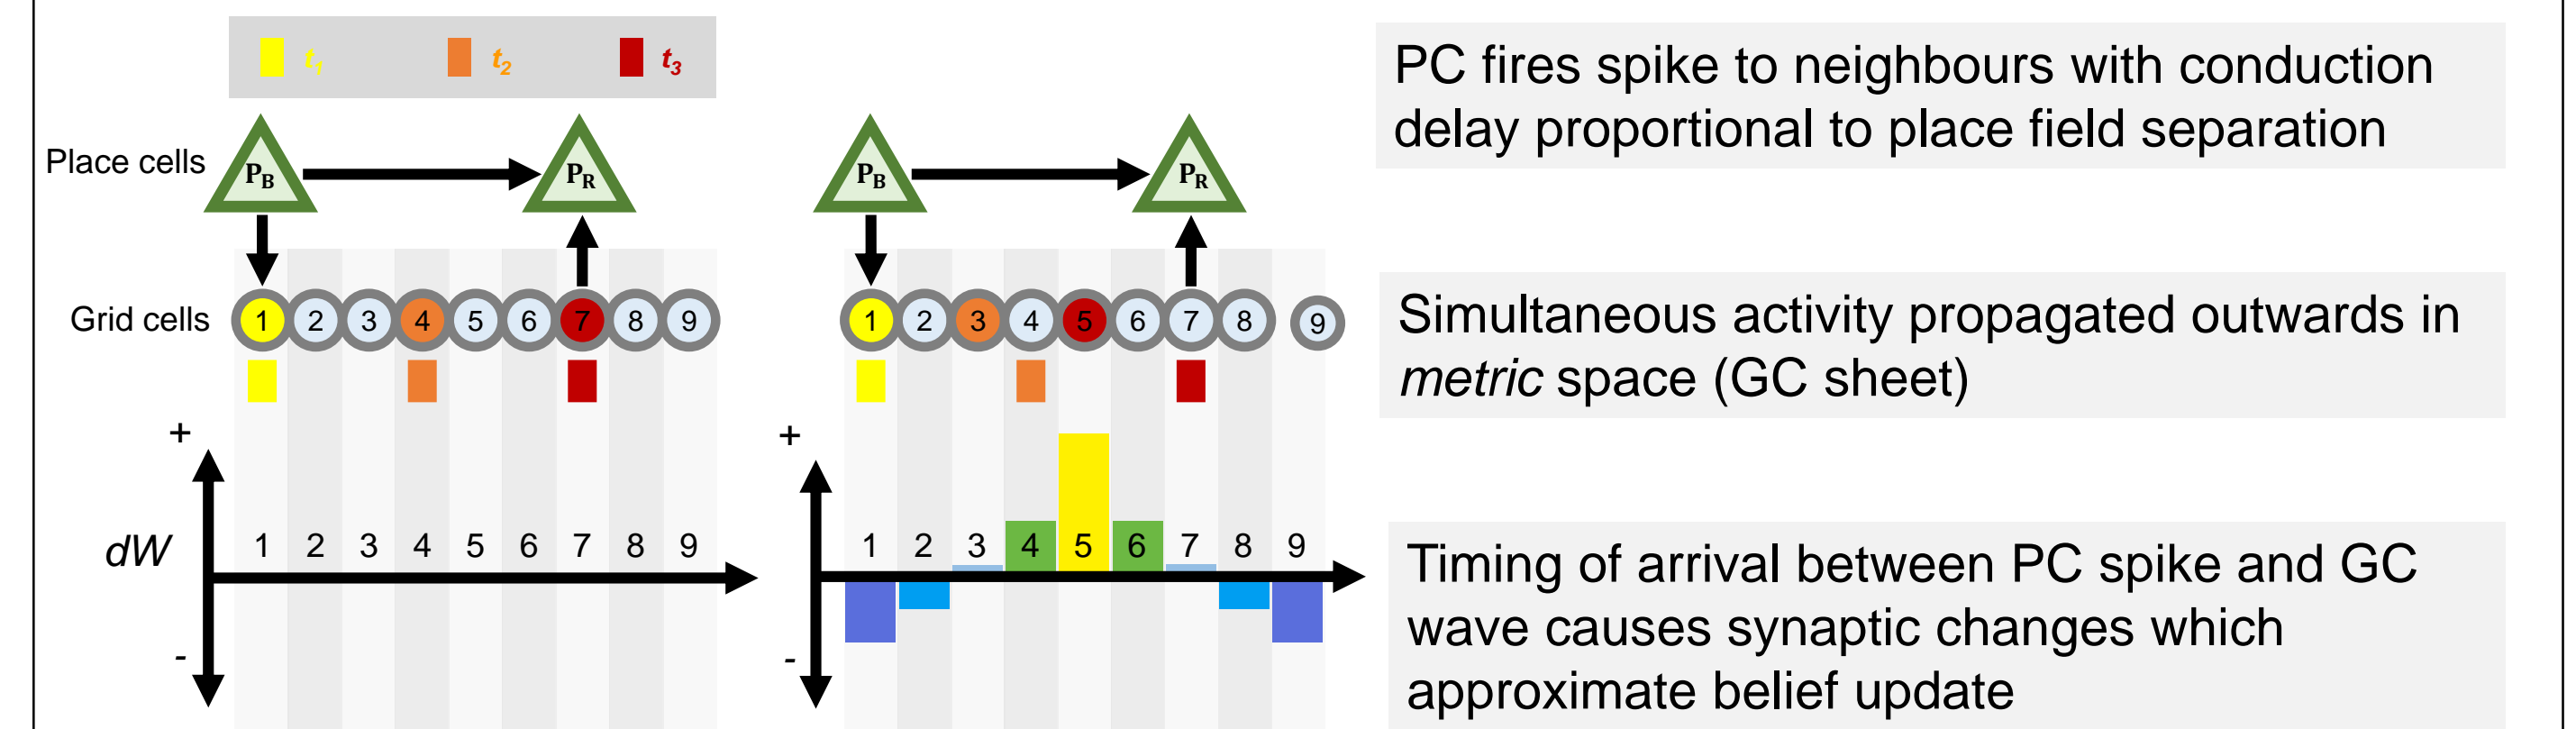 t1 t2 t3
PC fires spike to neighbours with conduction
delay proportional to place field separation
Place cells
PB PR PB PR
Grid cells
1 2 3 4 5 6 7 8 9
1 2 3 4 5 6 7 8 9
Simultaneous activity propagated outwards in
metric space (GC sheet)
+ +
dW
1 2 3 4 5 6 7 8 9
1 2 3 4 5 6 7 8 9
- -
Timing of arrival between PC spike and GC
wave causes synaptic changes which
approximate belief update